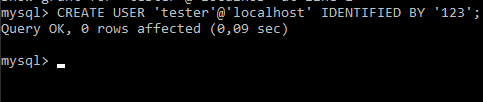 mysql> CREATE USER 'tester'@'localhost' IDENTIFIED BY '123';
Query OK, 0 rows affected (0,09 sec)
mysql>